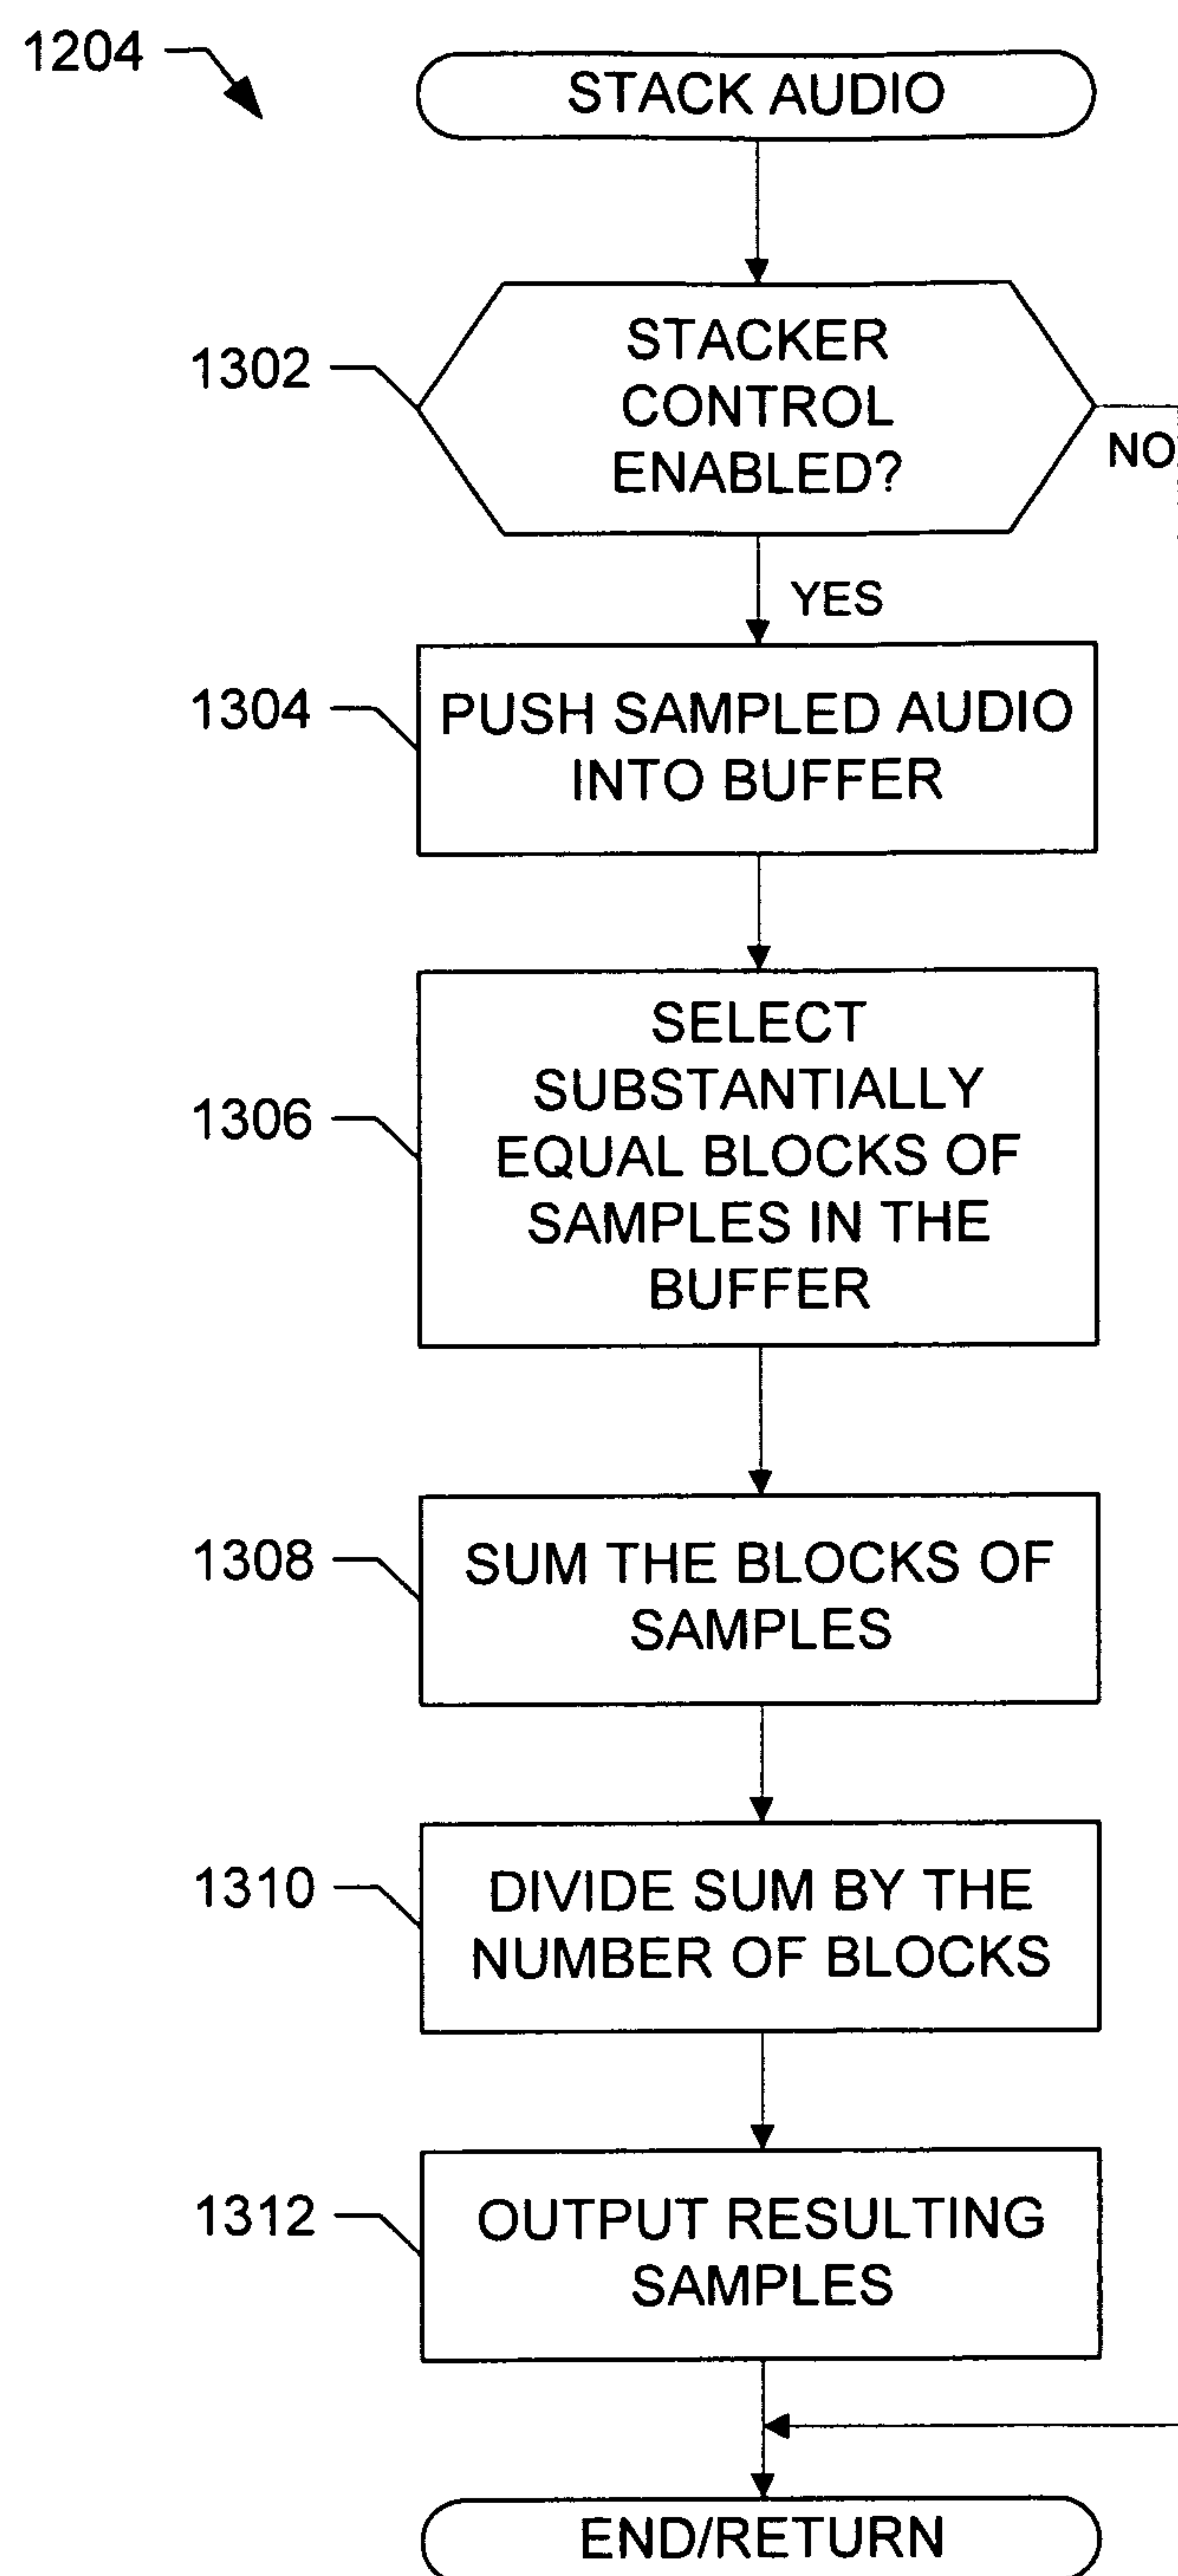 1204
STACK AUDIO
1302
STACKER
CONTROL
ENABLED?
NO
YES
1304
PUSH SAMPLED AUDIO
INTO BUFFER
1306
SELECT
SUBSTANTIALLY
EQUAL BLOCKS OF
SAMPLES IN THE
BUFFER
1308
SUM THE BLOCKS OF
SAMPLES
1310
DIVIDE SUM BY THE
NUMBER OF BLOCKS
1312
OUTPUT RESULTING
SAMPLES
END/RETURN